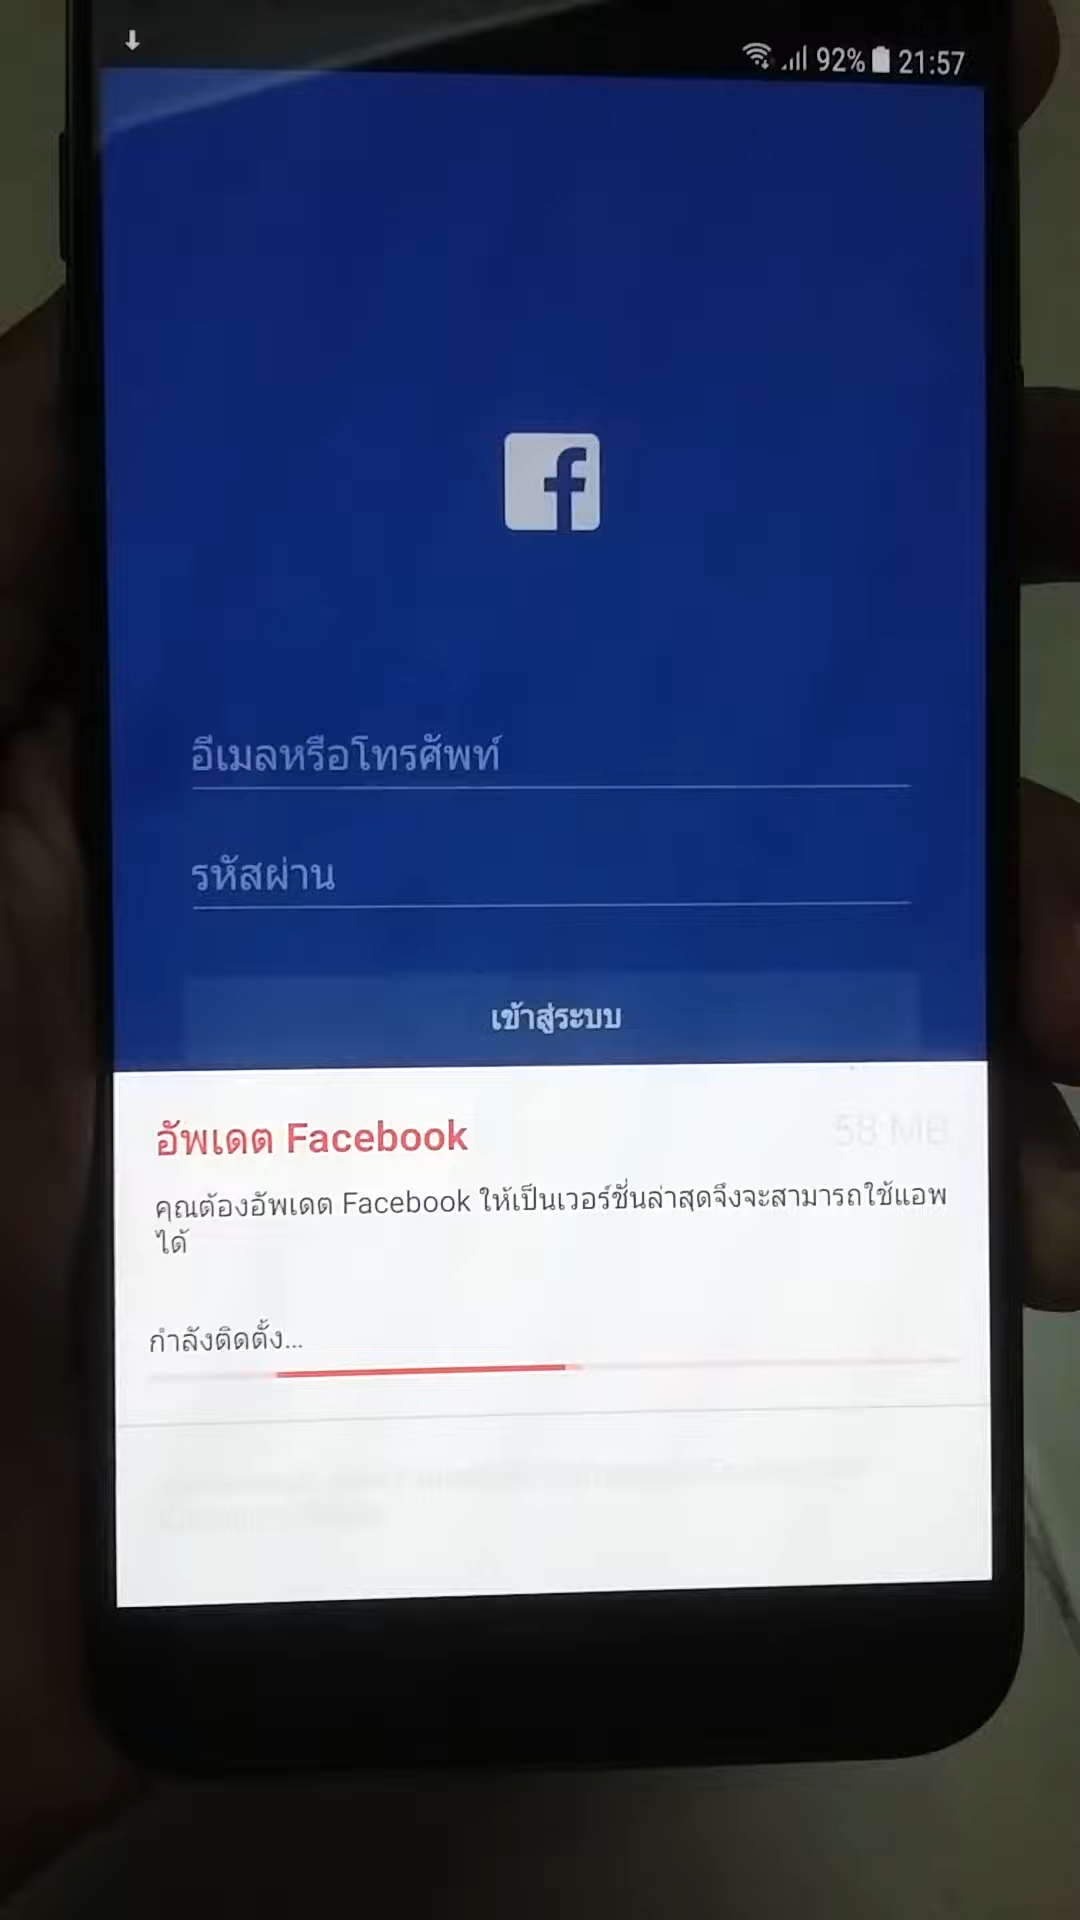 92% 21:57
อีเมลหรือโทรศัพท์
รหัสผ่าน
เข้าสู่ระบบ
อัพเดต Facebook 58 MB
คุณต้องอัพเดต Facebook ให้เป็นเวอร์ชั่นล่าสุดจึงจะสามารถใช้แอพ
ได้
กำลังติดตั้ง...